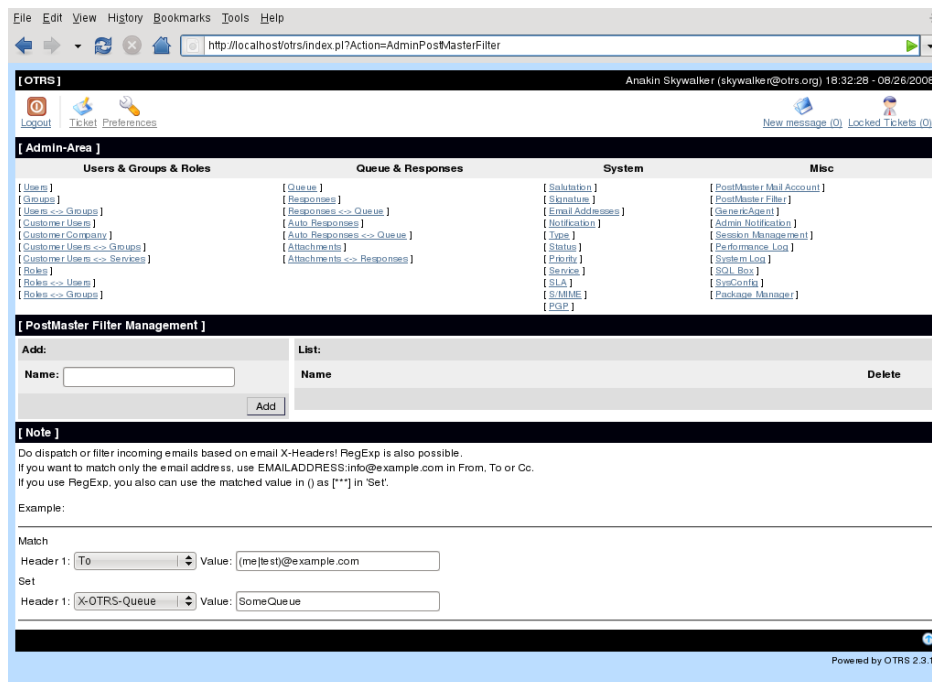 File Edit View History Bookmarks Tools Help
http://localhost/otrs/index.pl?Action=AdminPostMasterFilter
[ OTRS ] Anakin Skywalker (skywalker@otrs.org) 18:32:28 - 08/26/2008
Logout Ticket Preferences New message (0) Locked Tickets (0)
[ Admin-Area ]
Users & Groups & Roles Queue & Responses System Misc
[ Users ] [ Queue ] [ Salutation ] [ PostMaster Mail Account ]
[ Groups ] [ Responses ] [ Signature ] [ PostMaster Filter ]
[ Users <-> Groups ] [ Responses <-> Queue ] [ Email Addresses ] [ GenericAgent ]
[ Customer Users ] [ Auto Responses ] [ Notification ] [ Admin Notification ]
[ Customer Company ] [ Auto Responses <-> Queue ] [ Type ] [ Session Management ]
[ Customer Users <-> Groups ] [ Attachments ] [ Status ] [ Performance Log ]
[ Customer Users <-> Services ] [ Attachments <-> Responses ] [ Priority ] [ System Log ]
[ Roles ] [ Service ] [ SQL Box ]
[ Roles <-> Users ] [ SLA ] [ SysConfig ]
[ Roles <-> Groups ] [ S/MIME ] [ Package Manager ]
[ PGP ]
[ PostMaster Filter Management ]
Add: List:
Name: Name Delete
Add
[ Note ]
Do dispatch or filter incoming emails based on email X-Headers! RegExp is also possible.
If you want to match only the email address, use EMAILADDRESS:info@example.com in From, To or Cc.
If you use RegExp, you also can use the matched value in () as [***] in 'Set'.
Example:
Match
Header 1: To Value: (me|test)@example.com
Set
Header 1: X-OTRS-Queue Value: SomeQueue
Powered by OTRS 2.3.1